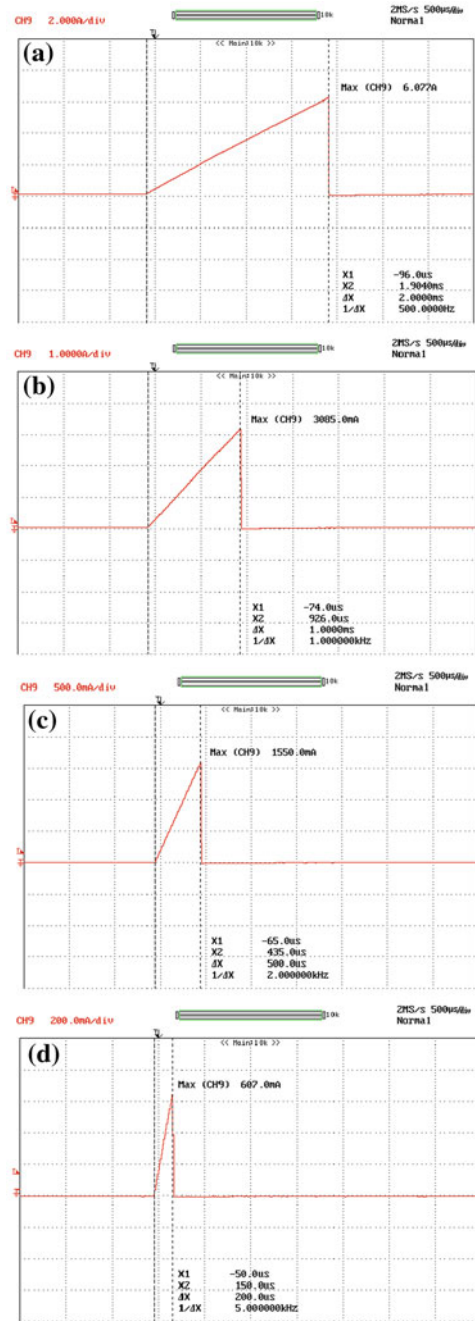 CH9 2.000A/div
10k
2MS/s 500µs/div
Normal
(a)
<< Main:10k >>
Max (CH9) 6.077A
X1 -96.0us
X2 1.9040ms
ΔX 2.0000ms
1/ΔX 500.0000Hz
CH9 1.0000A/div
10k
2MS/s 500µs/div
Normal
(b)
<< Main:10k >>
Max (CH9) 3085.0mA
X1 -74.0us
X2 926.0us
ΔX 1.0000ms
1/ΔX 1.000000kHz
CH9 500.0mA/div
10k
2MS/s 500µs/div
Normal
(c)
<< Main:10k >>
Max (CH9) 1550.0mA
X1 -65.0us
X2 435.0us
ΔX 500.0us
1/ΔX 2.000000kHz
CH9 200.0mA/div
10k
2MS/s 500µs/div
Normal
(d)
<< Main:10k >>
Max (CH9) 607.0mA
X1 -50.0us
X2 150.0us
ΔX 200.0us
1/ΔX 5.000000kHz